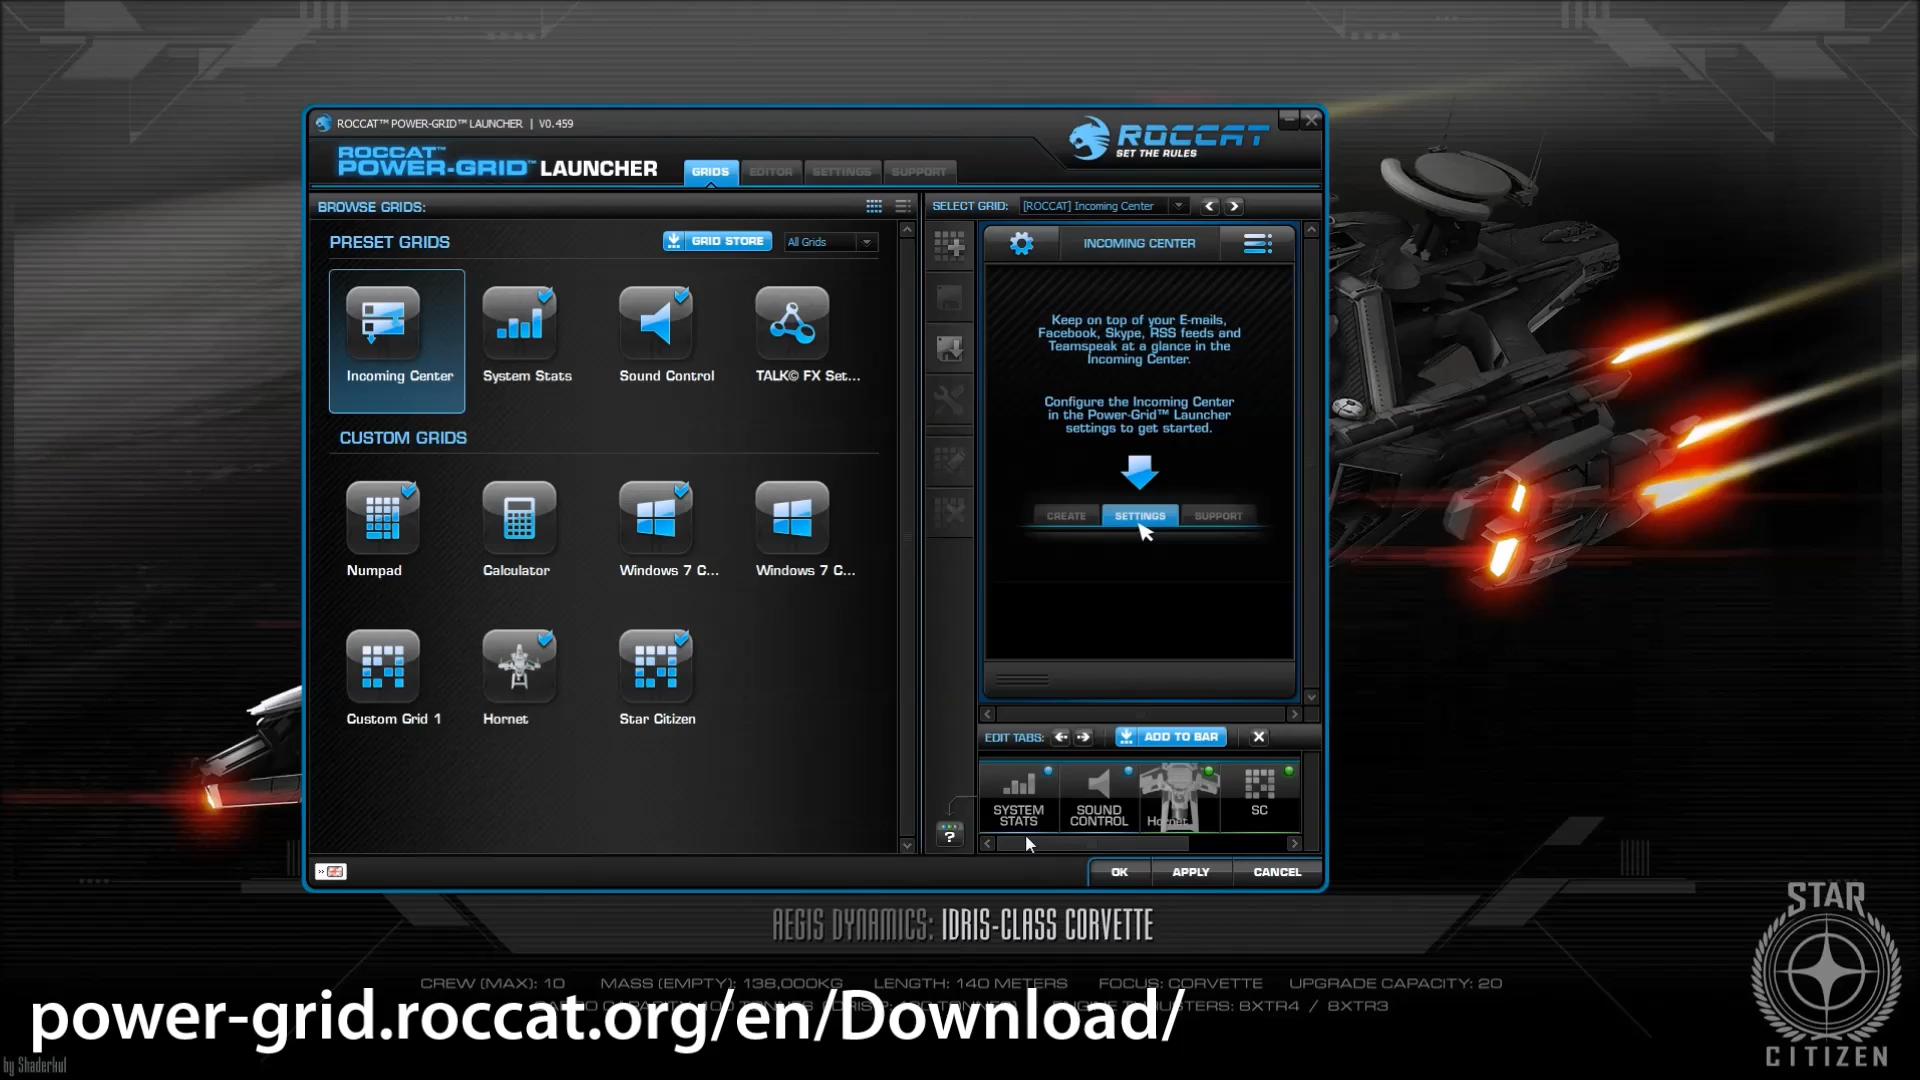 ROCCAT™ POWER-GRID™ LAUNCHER | V0.459
ROCCAT™
POWER-GRID™ LAUNCHER
GRIDS
EDITOR
SETTINGS
SUPPORT
ROCCAT
SET THE RULES
BROWSE GRIDS:
SELECT GRID:
[ROCCAT] Incoming Center
PRESET GRIDS
GRID STORE
All Grids
INCOMING CENTER
Incoming Center
System Stats
Sound Control
TALK© FX Set...
Keep on top of your E-mails,
Facebook, Skype, RSS feeds and
Teamspeak at a glance in the
Incoming Center.
Configure the Incoming Center
in the Power-Grid™ Launcher
settings to get started.
CREATE
SETTINGS
SUPPORT
CUSTOM GRIDS
Numpad
Calculator
Windows 7 C...
Windows 7 C...
Custom Grid 1
Hornet
Star Citizen
EDIT TABS:
ADD TO BAR
SYSTEM
STATS
SOUND
CONTROL
Hornet
SC
?
OK
APPLY
CANCEL
AEGIS DYNAMICS: IDRIS-CLASS CORVETTE
CREW (MAX): 10 MASS (EMPTY): 138,000KG LENGTH: 140 METERS FOCUS: CORVETTE UPGRADE CAPACITY: 20
THRUSTERS: 8XTR4 / 8XTR3
power-grid.roccat.org/en/Download/
by Shaderkul
STAR
CITIZEN